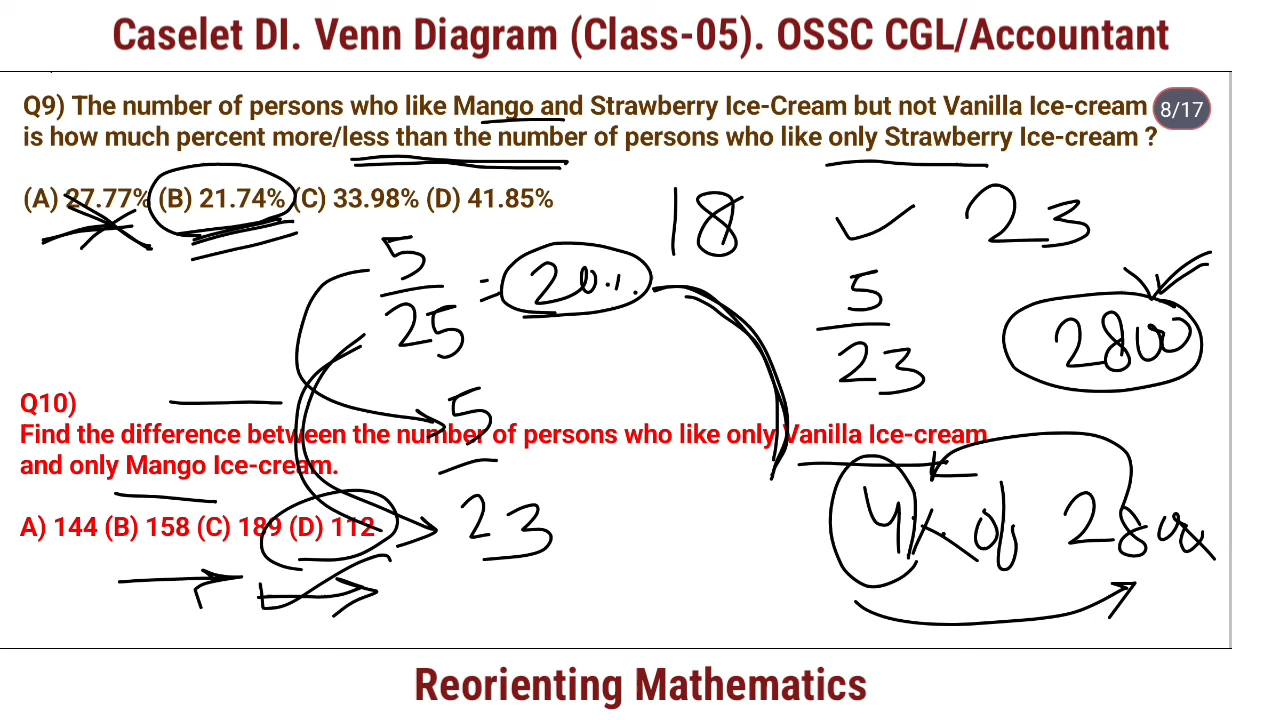 Caselet DI. Venn Diagram (Class-05). OSSC CGL/Accountant
Q9) The number of persons who like Mango and Strawberry Ice-Cream but not Vanilla Ice-cream
8/17
is how much percent more/less than the number of persons who like only Strawberry Ice-cream ?
(A) 27.77% (B) 21.74% (C) 33.98% (D) 41.85%
18 23
5
25
= 20%
5
23
2800
Q10)
5
23
Find the difference between the number of persons who like only Vanilla Ice-cream
and only Mango Ice-cream.
A) 144 (B) 158 (C) 189 (D) 112
4% of 2800
Reorienting Mathematics